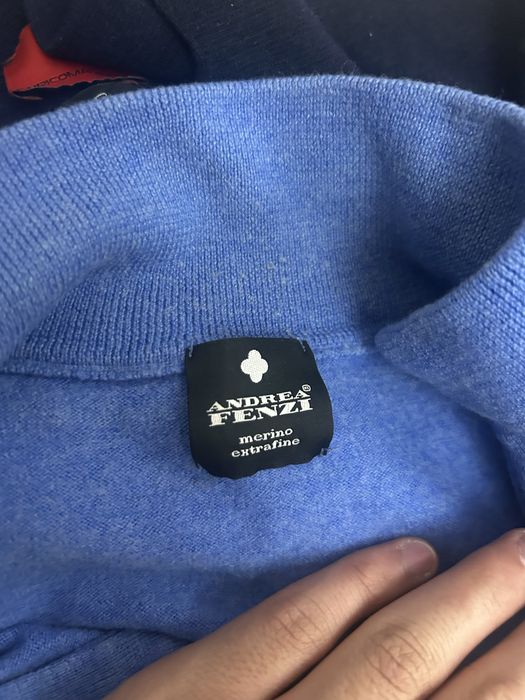 ANDREA®
FENZI
merino
extrafine